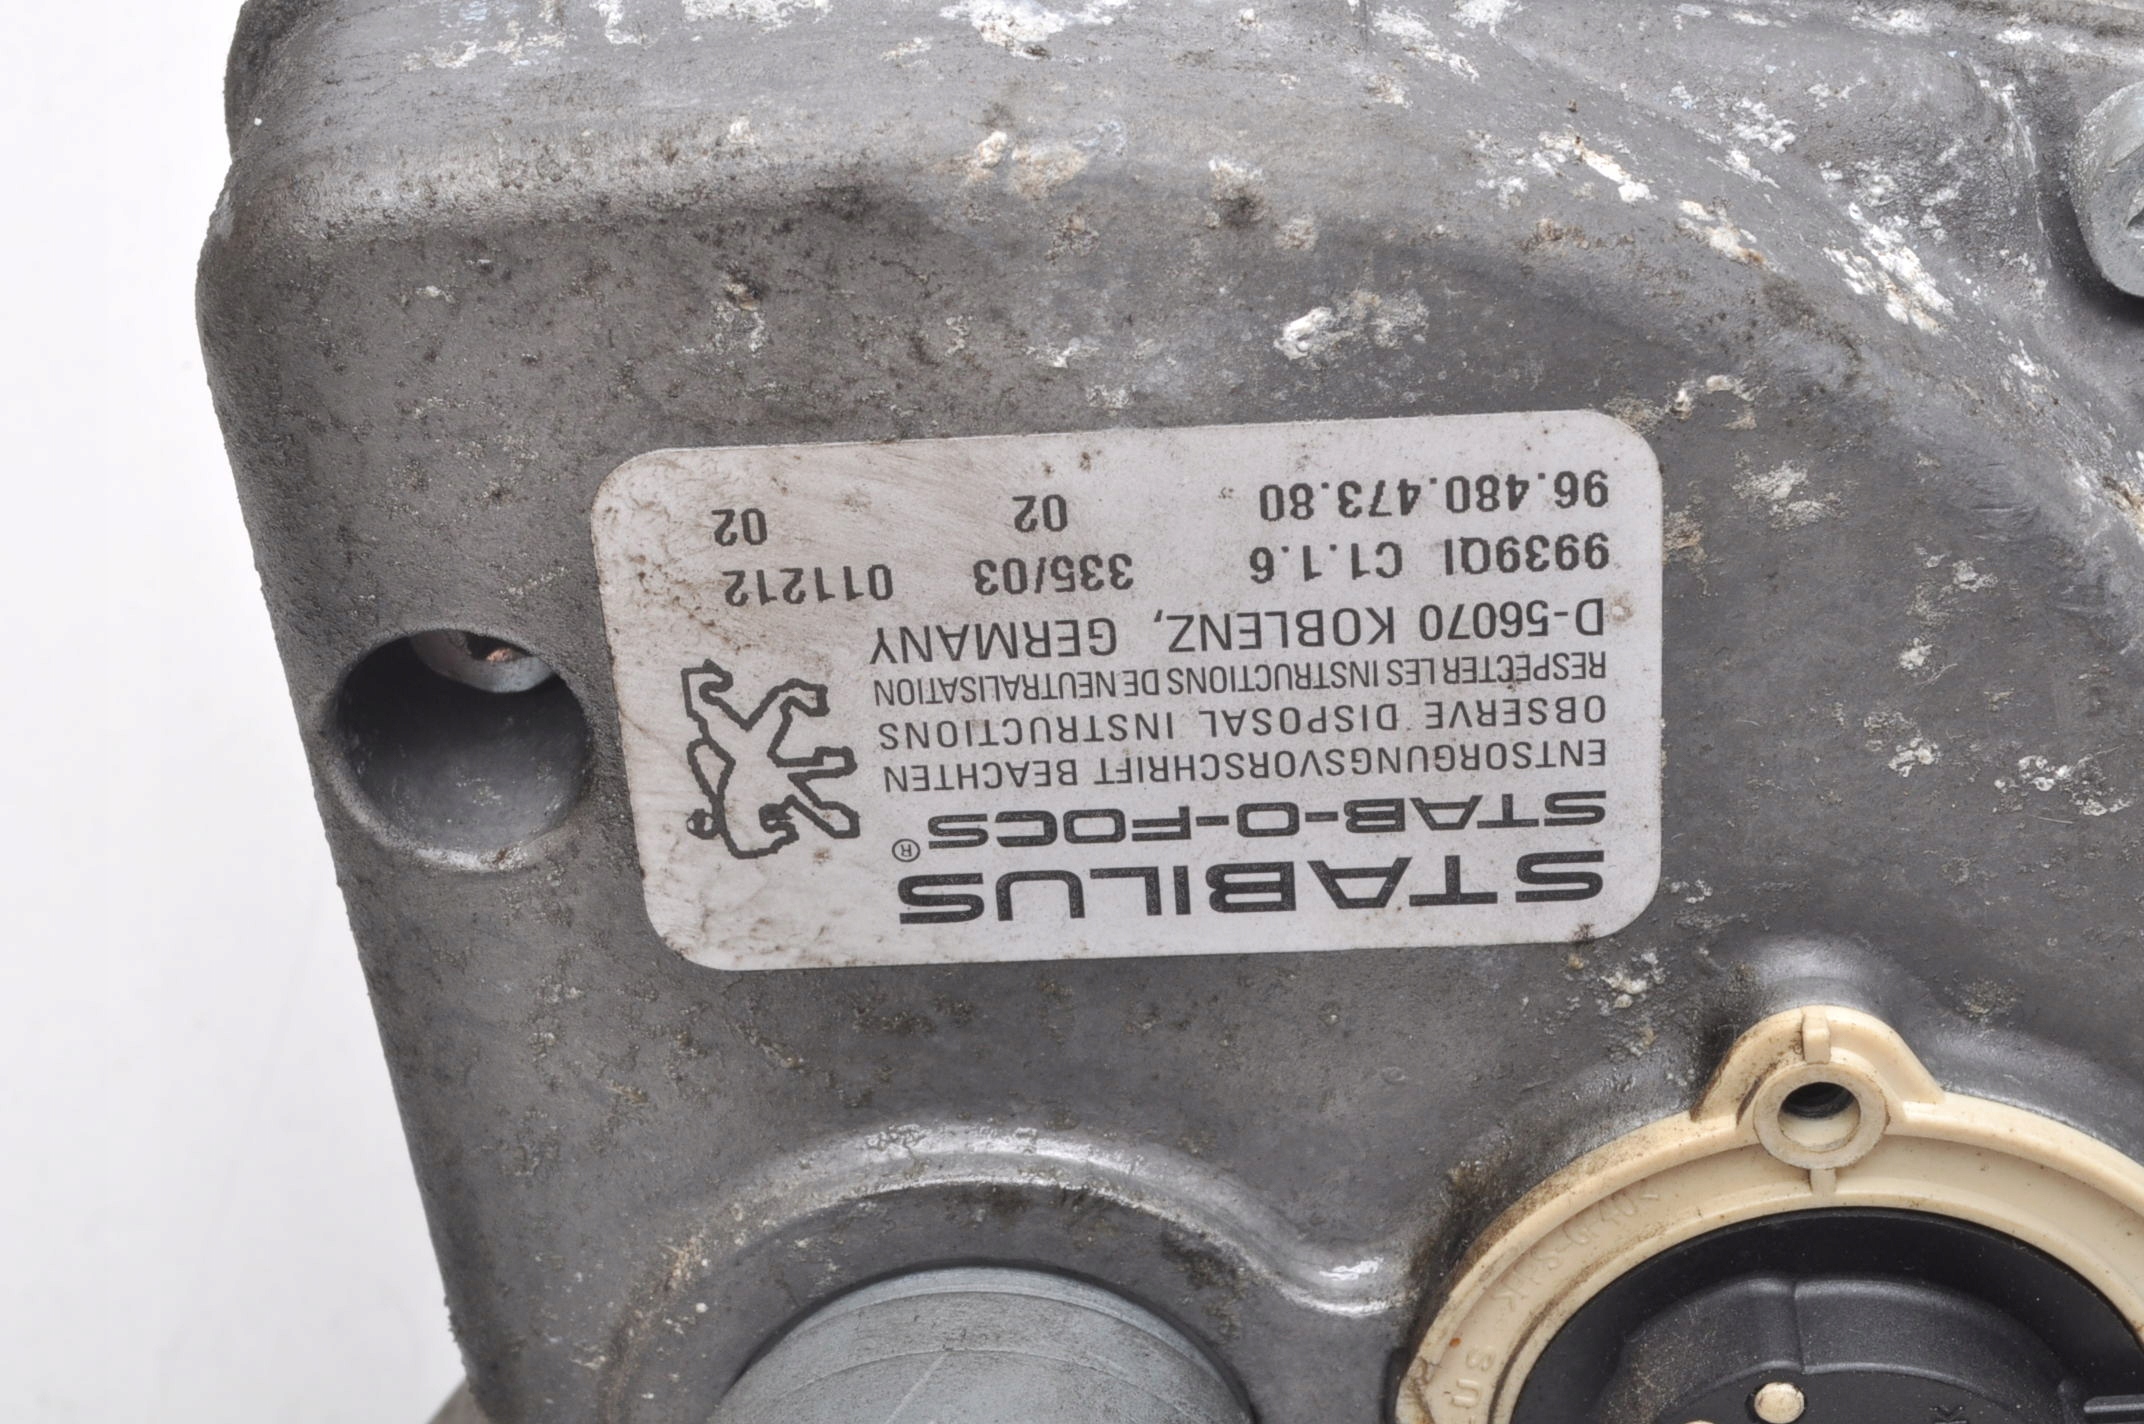 STABILUS
STAB-O-FOCS®
ENTSORGUNGSVORSCHRIFT BEACHTEN
OBSERVE DISPOSAL INSTRUCTIONS
RESPECTER LES INSTRUCTIONS DE NEUTRALISATION
D-56070 KOBLENZ, GERMANY
9939QI C1.1.6 335/03 011212
96.480.473.80 02 02